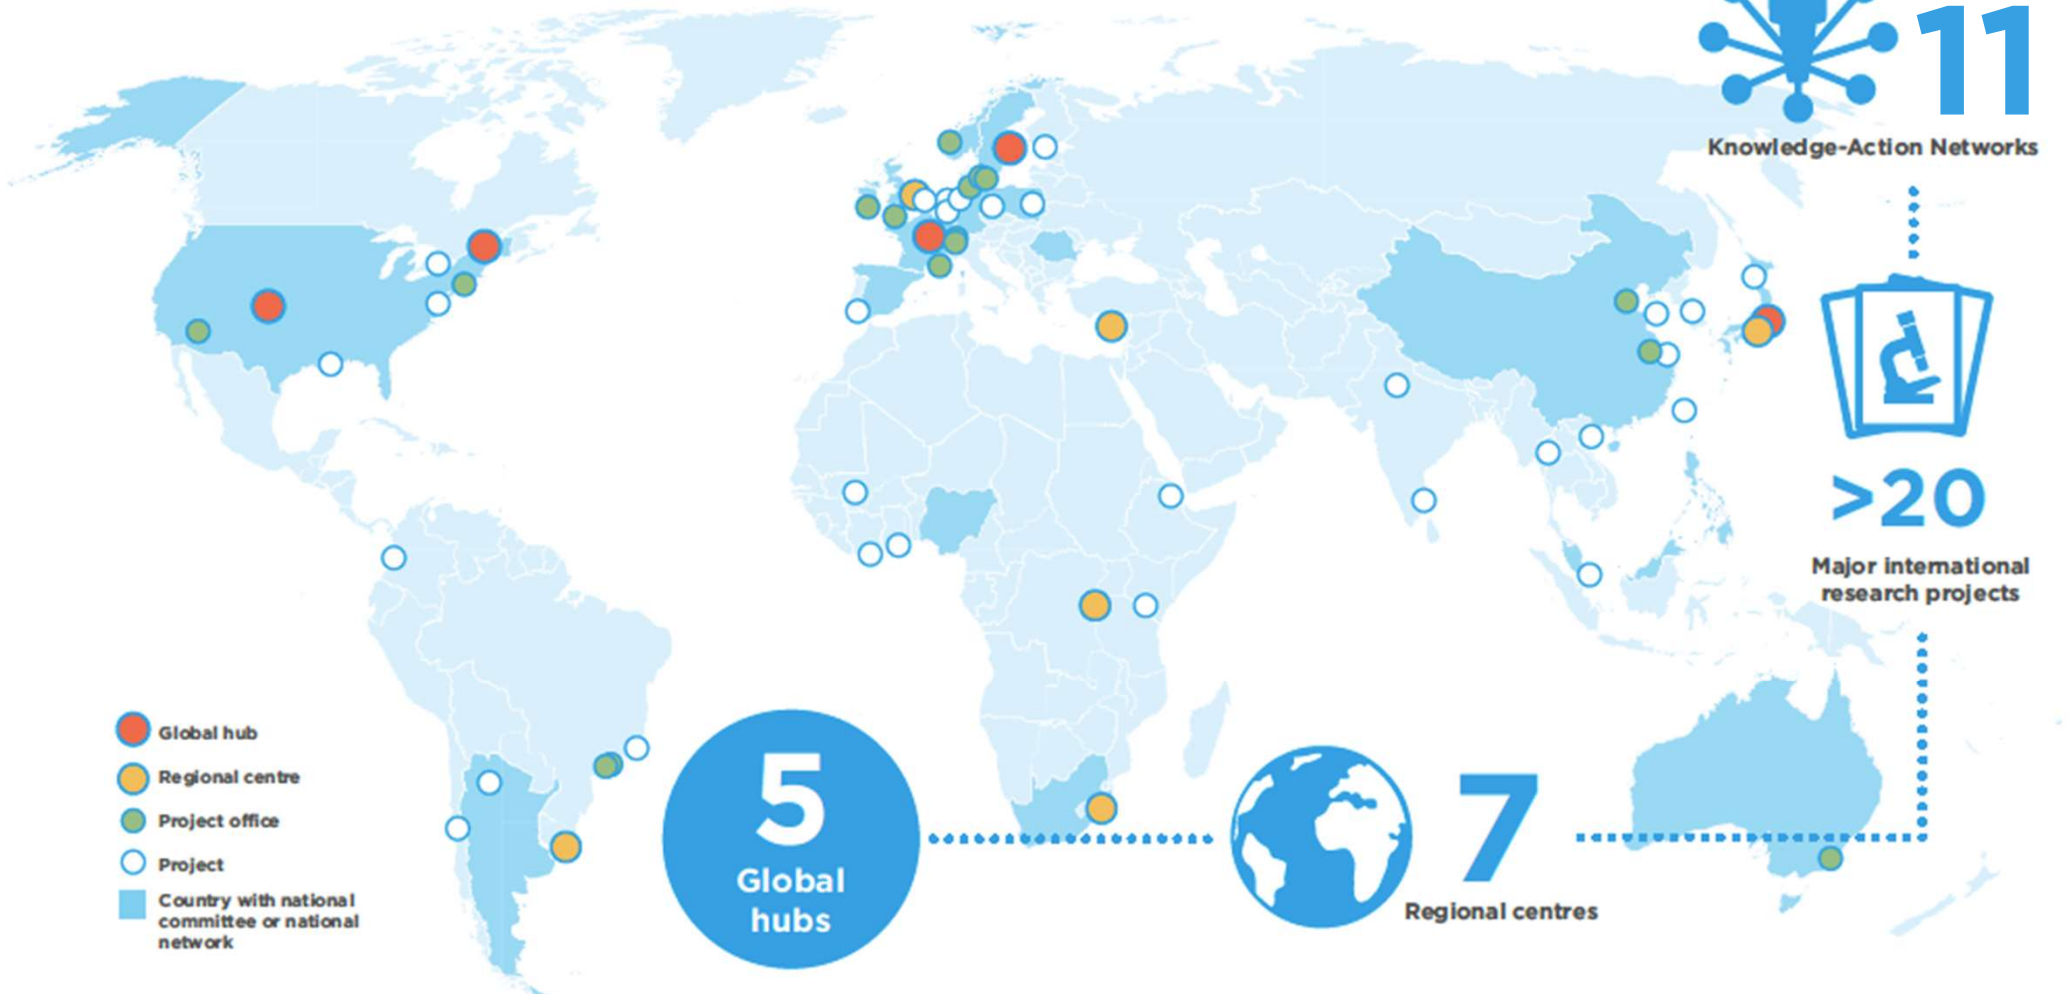 11
Knowledge-Action Networks
>20
Major international
research projects
Global hub
Regional centre
Project office
Project
Country with national
committee or national
network
5
Global
hubs
7
Regional centres